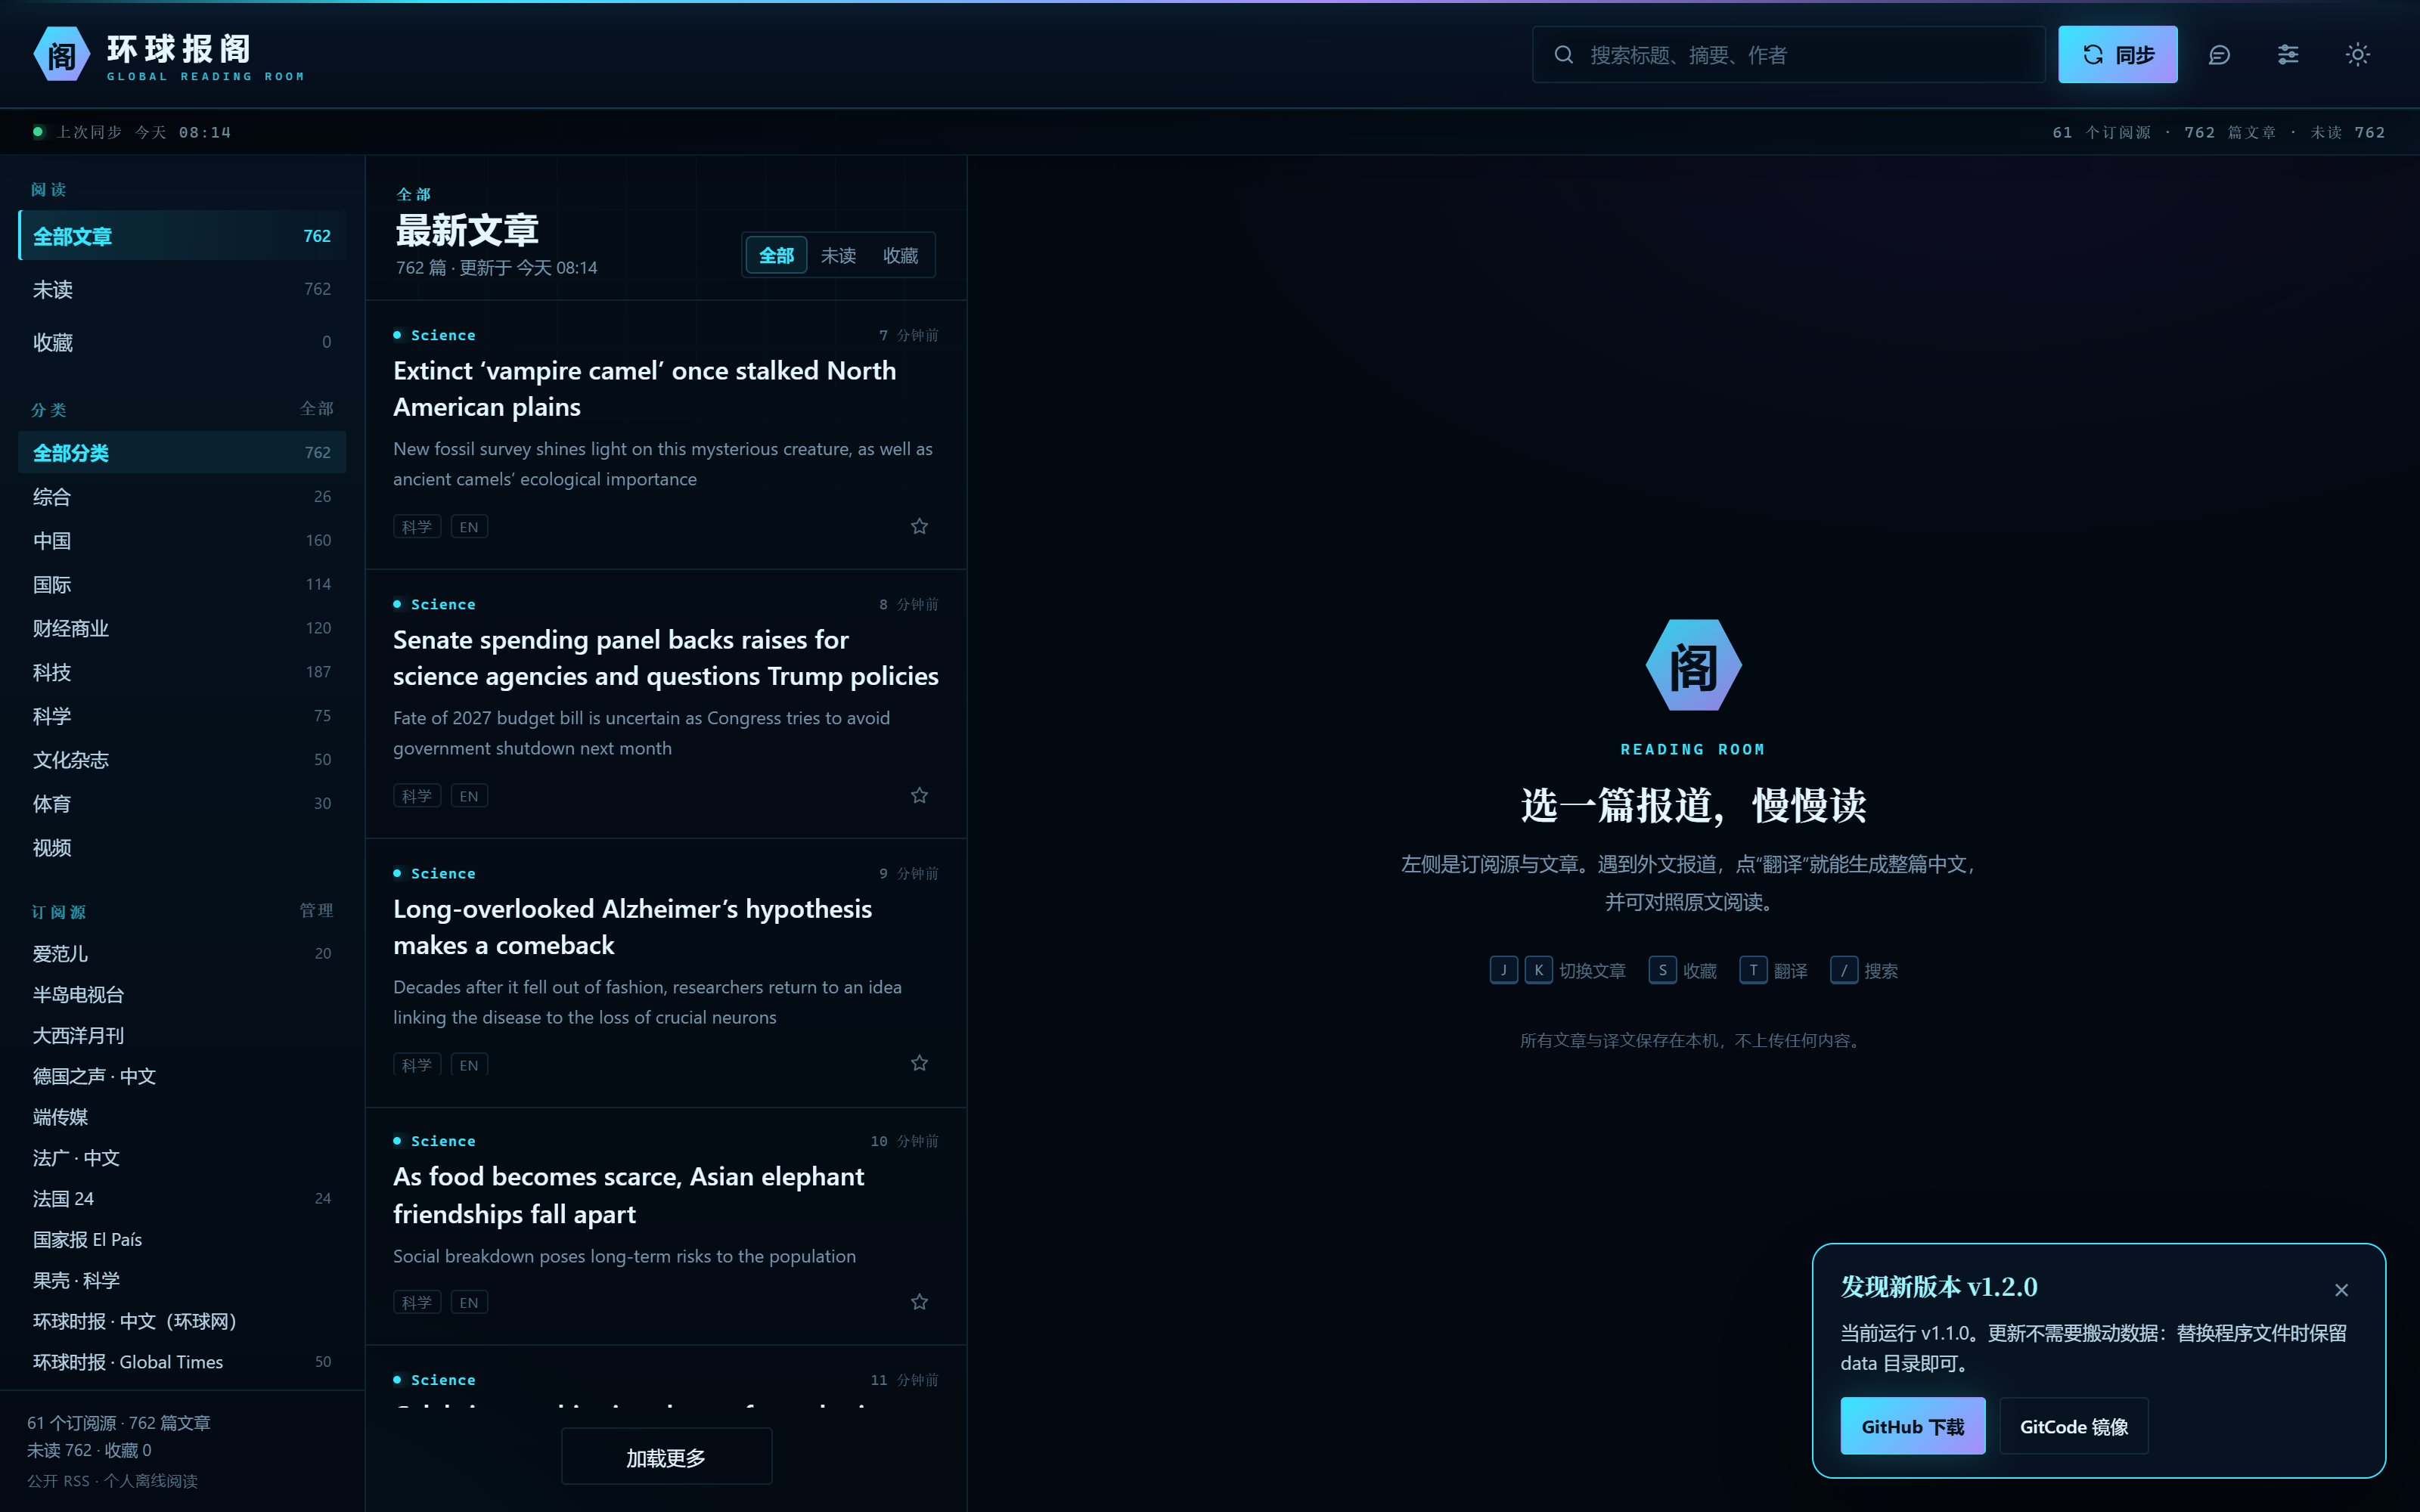 阁 环球报阁
GLOBAL READING ROOM
搜索标题、摘要、作者
同步
上次同步 今天 08:14
61 个订阅源 · 762 篇文章 · 未读 762
阅读
全部文章 762
未读 762
收藏 0
分类 全部
全部分类 762
综合 26
中国 160
国际 114
财经商业 120
科技 187
科学 75
文化杂志 50
体育 30
视频
订阅源 管理
爱范儿 20
半岛电视台
大西洋月刊
德国之声 · 中文
端传媒
法广 · 中文
法国 24 24
国家报 El País
果壳 · 科学
环球时报 · 中文（环球网）
环球时报 · Global Times 50
61 个订阅源 · 762 篇文章
未读 762 · 收藏 0
公开 RSS · 个人离线阅读
全部
最新文章
762 篇 · 更新于 今天 08:14
全部 未读 收藏
Science 7 分钟前
Extinct ‘vampire camel’ once stalked North
American plains
New fossil survey shines light on this mysterious creature, as well as
ancient camels’ ecological importance
科学 EN
Science 8 分钟前
Senate spending panel backs raises for
science agencies and questions Trump policies
Fate of 2027 budget bill is uncertain as Congress tries to avoid
government shutdown next month
科学 EN
Science 9 分钟前
Long-overlooked Alzheimer’s hypothesis
makes a comeback
Decades after it fell out of fashion, researchers return to an idea
linking the disease to the loss of crucial neurons
科学 EN
Science 10 分钟前
As food becomes scarce, Asian elephant
friendships fall apart
Social breakdown poses long-term risks to the population
科学 EN
Science 11 分钟前
加载更多
阁
READING ROOM
选一篇报道，慢慢读
左侧是订阅源与文章。遇到外文报道，点“翻译”就能生成整篇中文，
并可对照原文阅读。
J K 切换文章 S 收藏 T 翻译 / 搜索
所有文章与译文保存在本机，不上传任何内容。
发现新版本 v1.2.0
当前运行 v1.1.0。更新不需要搬动数据：替换程序文件时保留
data 目录即可。
GitHub 下载 GitCode 镜像